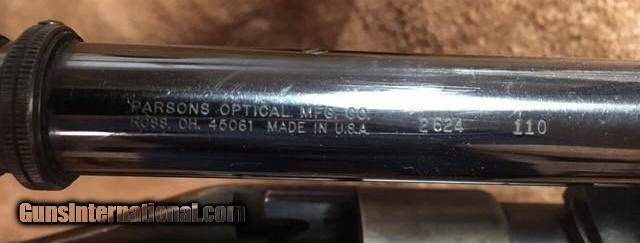 PARSONS OPTICAL MFG. CO.
ROSS, OH. 45061 MADE IN U.S.A. 2624 110
GunsInternational.com